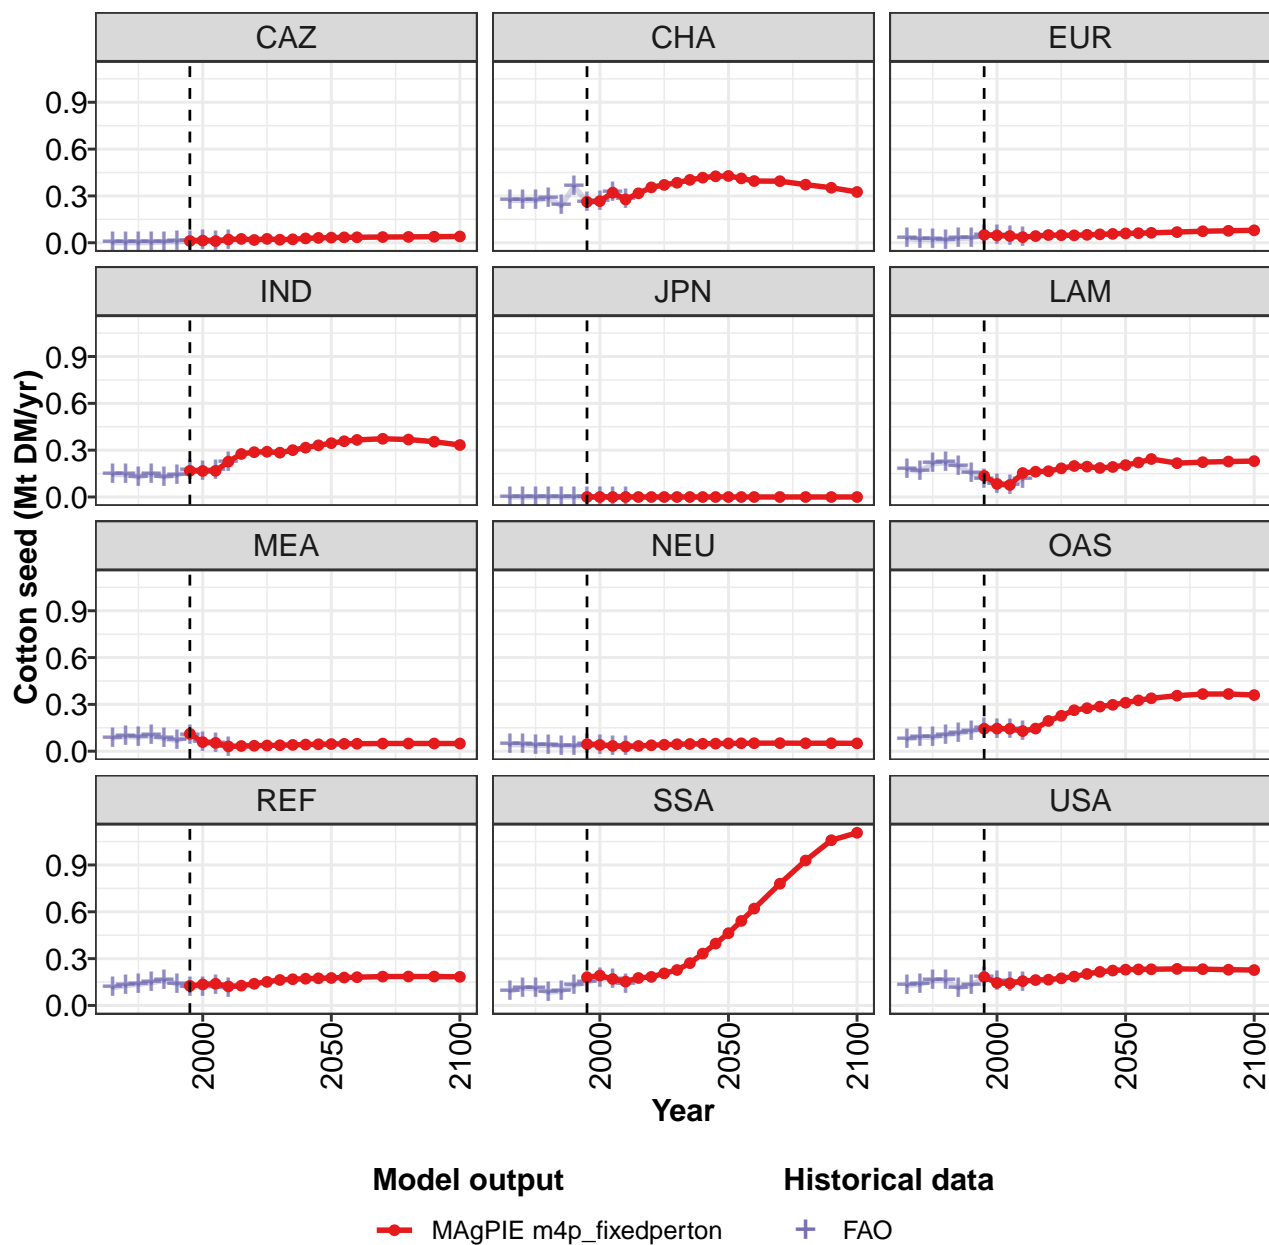 CAZ CHA EUR
0.9
0.6
0.3
0.0
IND JPN LAM
0.9
0.6
0.3
0.0
MEA NEU OAS
0.9
0.6
0.3
0.0
REF SSA USA
0.9
0.6
0.3
0.0
Cotton seed (Mt DM/yr)
2000 2050 2100 2000 2050 2100 2000 2050 2100
Year
Model output Historical data
MAgPIE m4p_fixedperton FAO